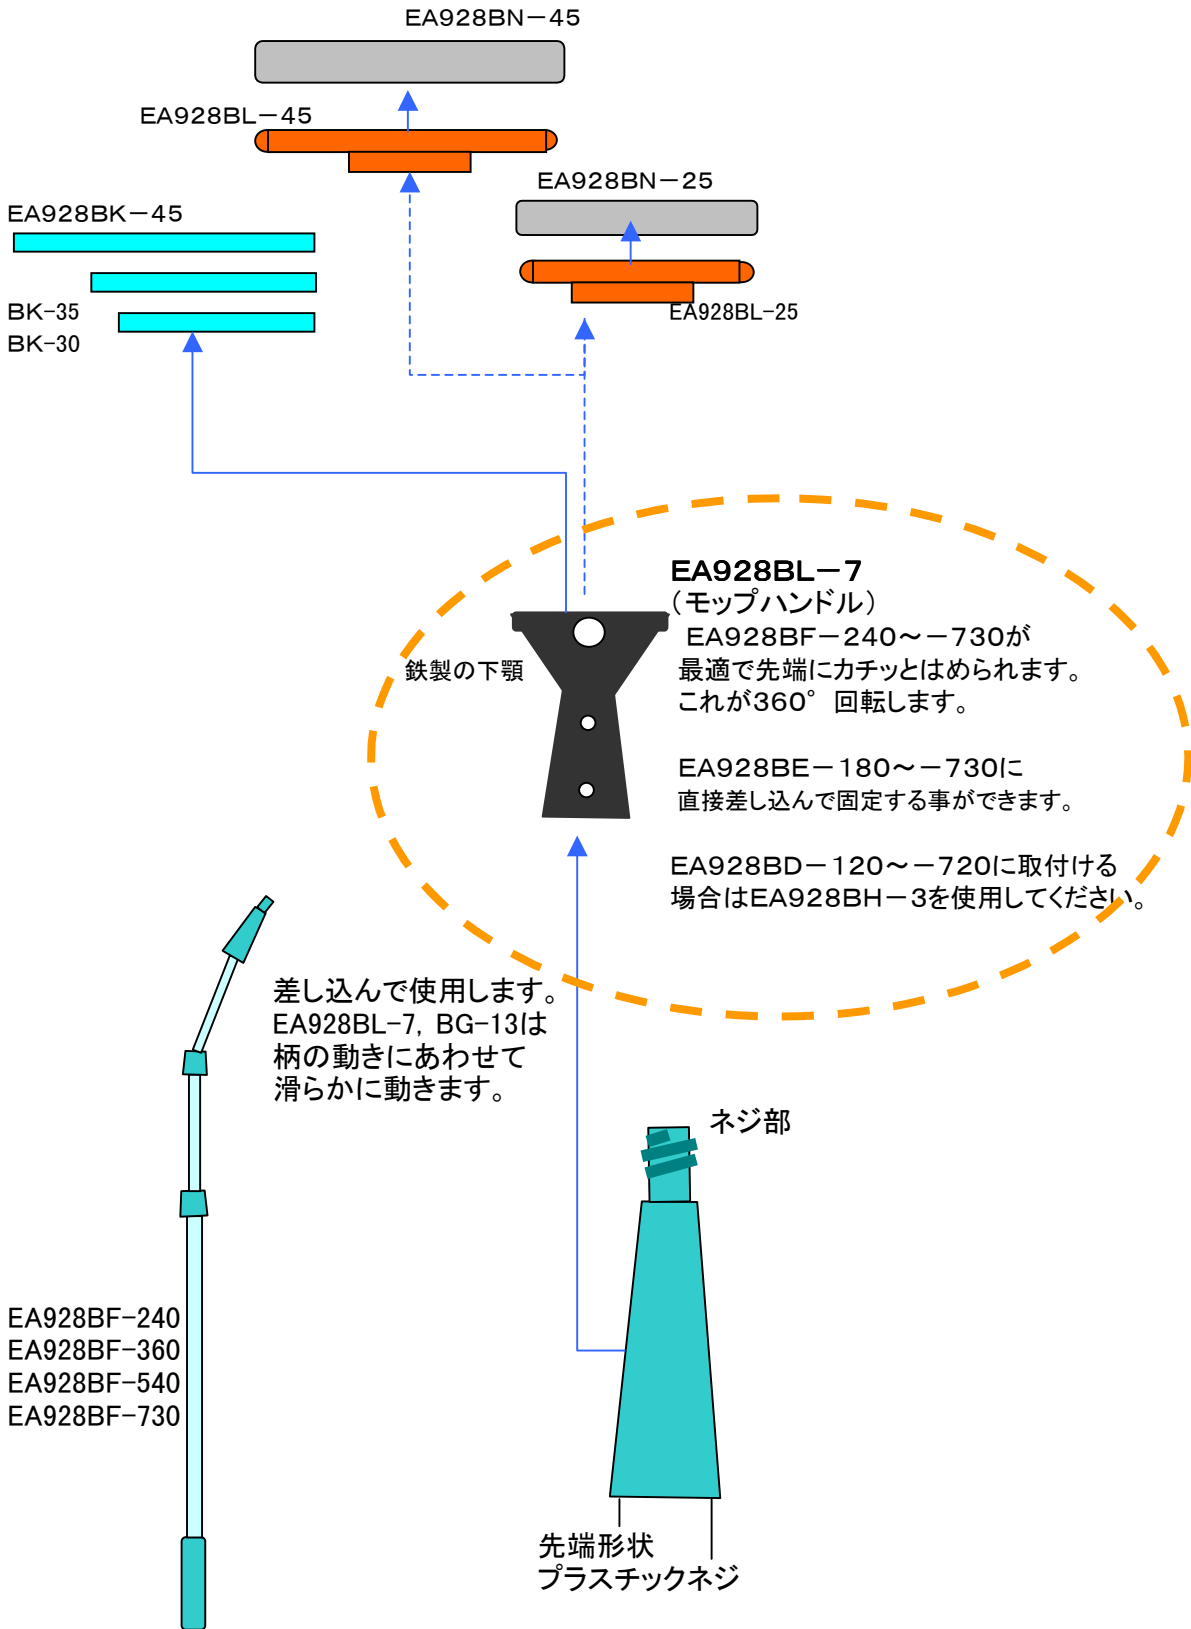 EA928BN−45
EA928BL−45
EA928BN−25
EA928BK−45
EA928BL-25
BK-35
BK-30
EA928BL−7
（モップハンドル）
EA928BF−240～−730が
最適で先端にカチッとはめられます。
これが360° 回転します。
鉄製の下顎
EA928BE−180～−730に
直接差し込んで固定する事ができます。
EA928BD−120～−720に取付ける
場合はEA928BH−3を使用してください。
差し込んで使用します。
EA928BL-7, BG-13は
柄の動きにあわせて
滑らかに動きます。
ネジ部
EA928BF-240
EA928BF-360
EA928BF-540
EA928BF-730
先端形状
プラスチックネジ